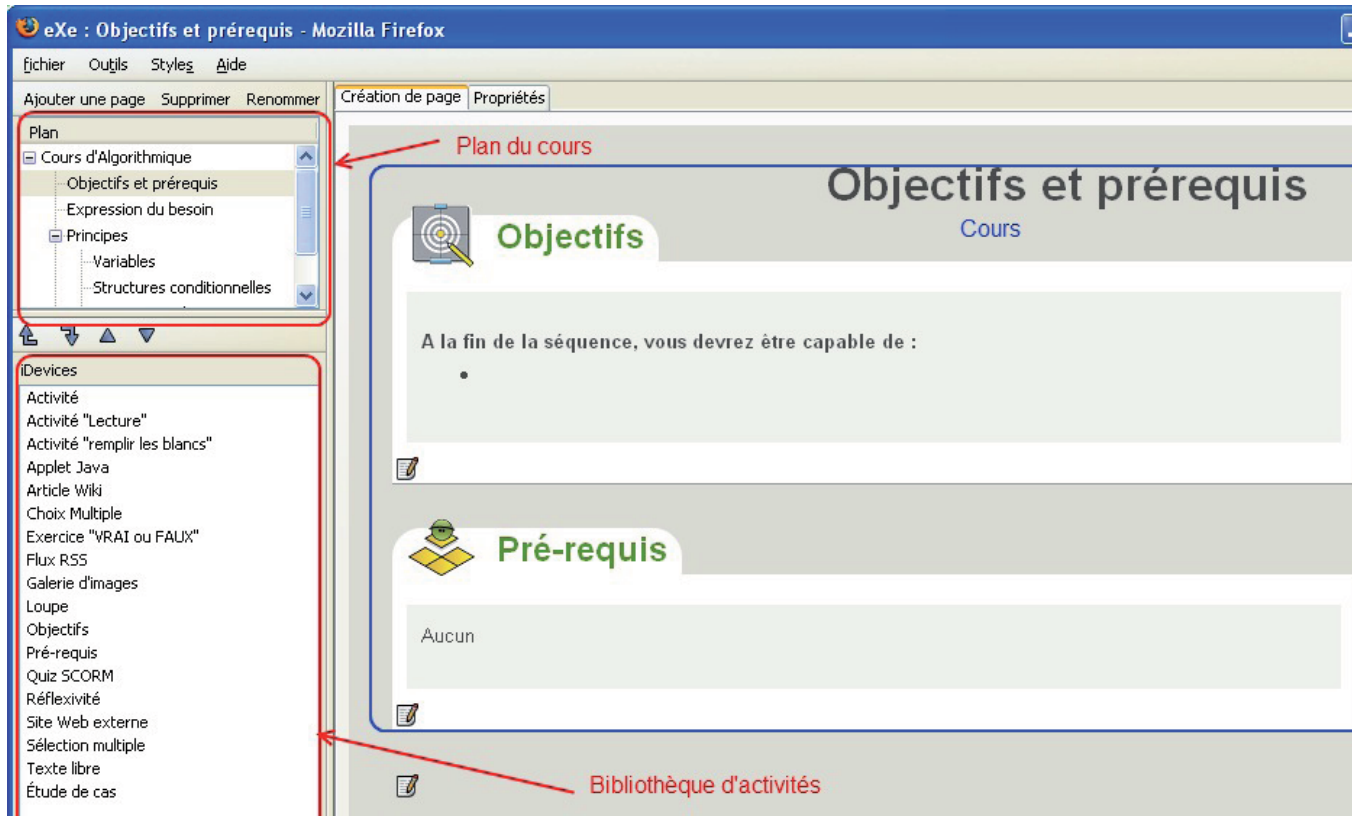 eXe : Objectifs et prérequis - Mozilla Firefox
fichier Outils Styles Aide
Ajouter une page Supprimer Renommer
Création de page Propriétés
Plan
Cours d'Algorithmique
Objectifs et prérequis
Expression du besoin
Principes
Variables
Structures conditionnelles
Plan du cours
iDevices
Activité
Activité "Lecture"
Activité "remplir les blancs"
Applet Java
Article Wiki
Choix Multiple
Exercice "VRAI ou FAUX"
Flux RSS
Galerie d'images
Loupe
Objectifs
Pré-requis
Quiz SCORM
Réflexivité
Site Web externe
Sélection multiple
Texte libre
Étude de cas
Objectifs et prérequis
Cours
Objectifs
A la fin de la séquence, vous devrez être capable de :
•
Pré-requis
Aucun
Bibliothèque d'activités